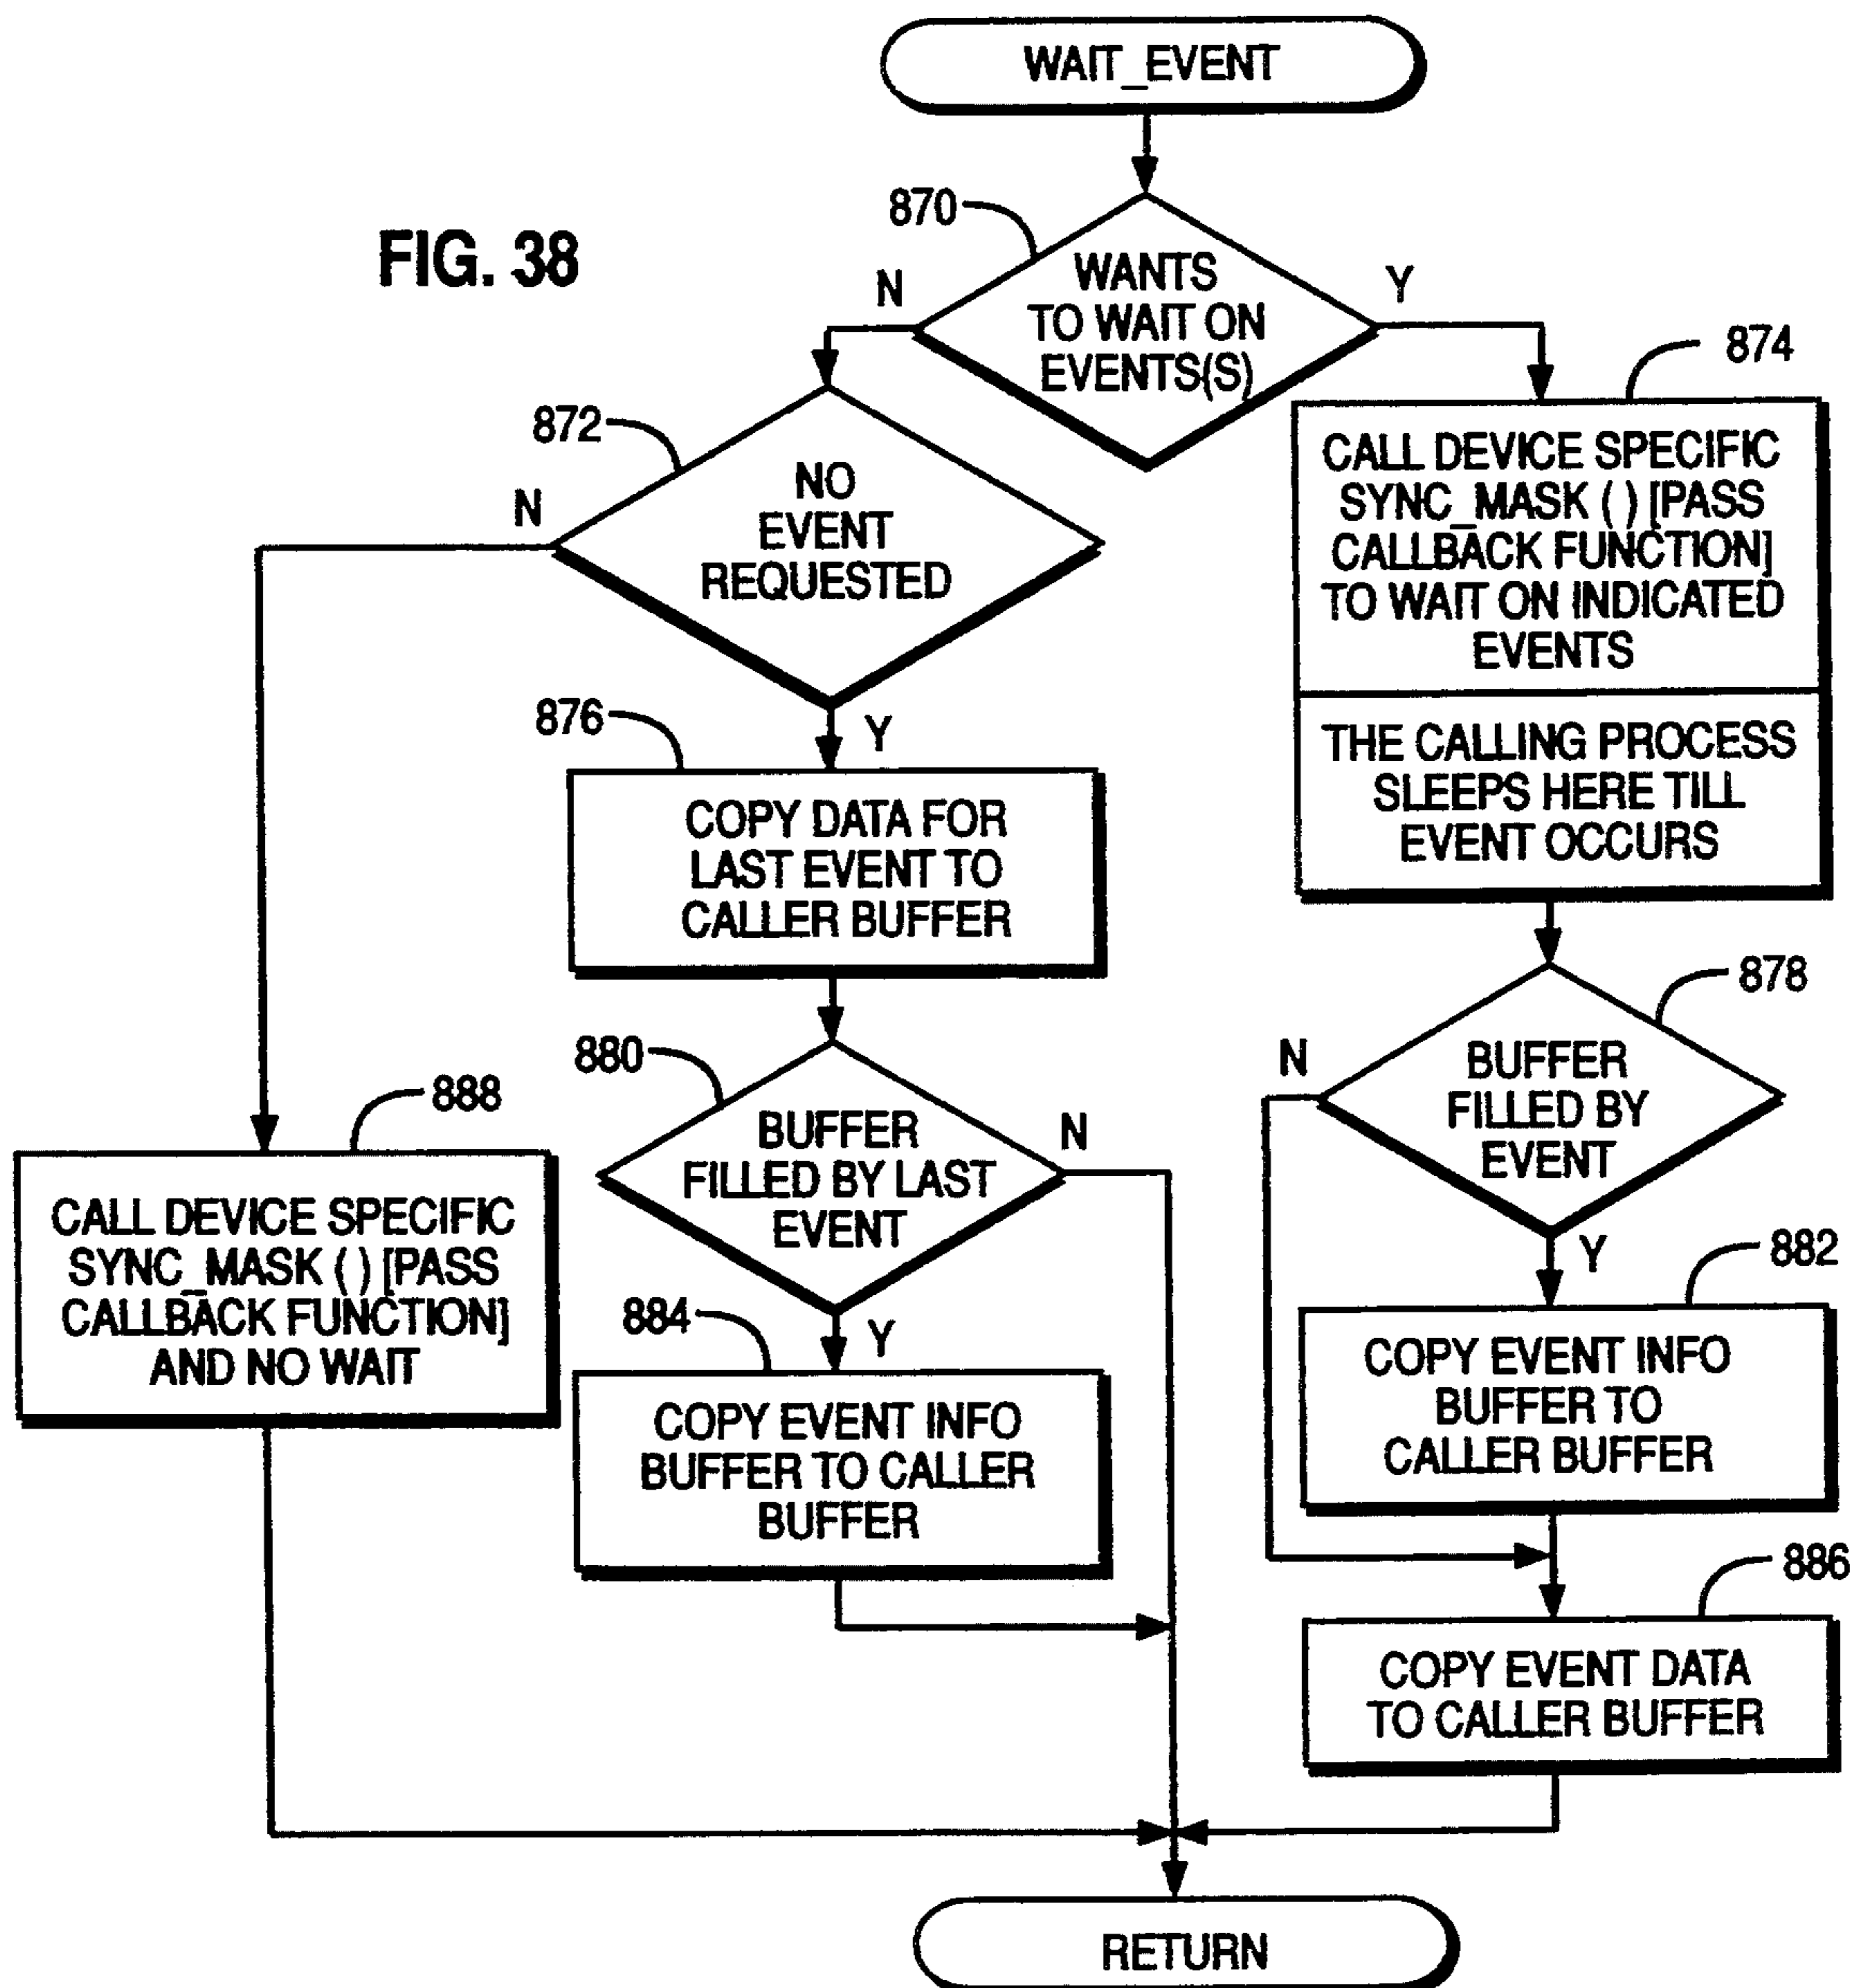 WAIT_EVENT
FIG. 38
870
WANTS
TO WAIT ON
EVENTS(S)
N
Y
872
NO
EVENT
REQUESTED
N
Y
874
CALL DEVICE SPECIFIC
SYNC_MASK ( ) [PASS
CALLBACK FUNCTION]
TO WAIT ON INDICATED
EVENTS
THE CALLING PROCESS
SLEEPS HERE TILL
EVENT OCCURS
876
COPY DATA FOR
LAST EVENT TO
CALLER BUFFER
878
BUFFER
FILLED BY
EVENT
N
Y
880
BUFFER
FILLED BY LAST
EVENT
N
Y
888
CALL DEVICE SPECIFIC
SYNC_MASK ( ) [PASS
CALLBACK FUNCTION]
AND NO WAIT
882
COPY EVENT INFO
BUFFER TO
CALLER BUFFER
884
COPY EVENT INFO
BUFFER TO CALLER
BUFFER
886
COPY EVENT DATA
TO CALLER BUFFER
RETURN